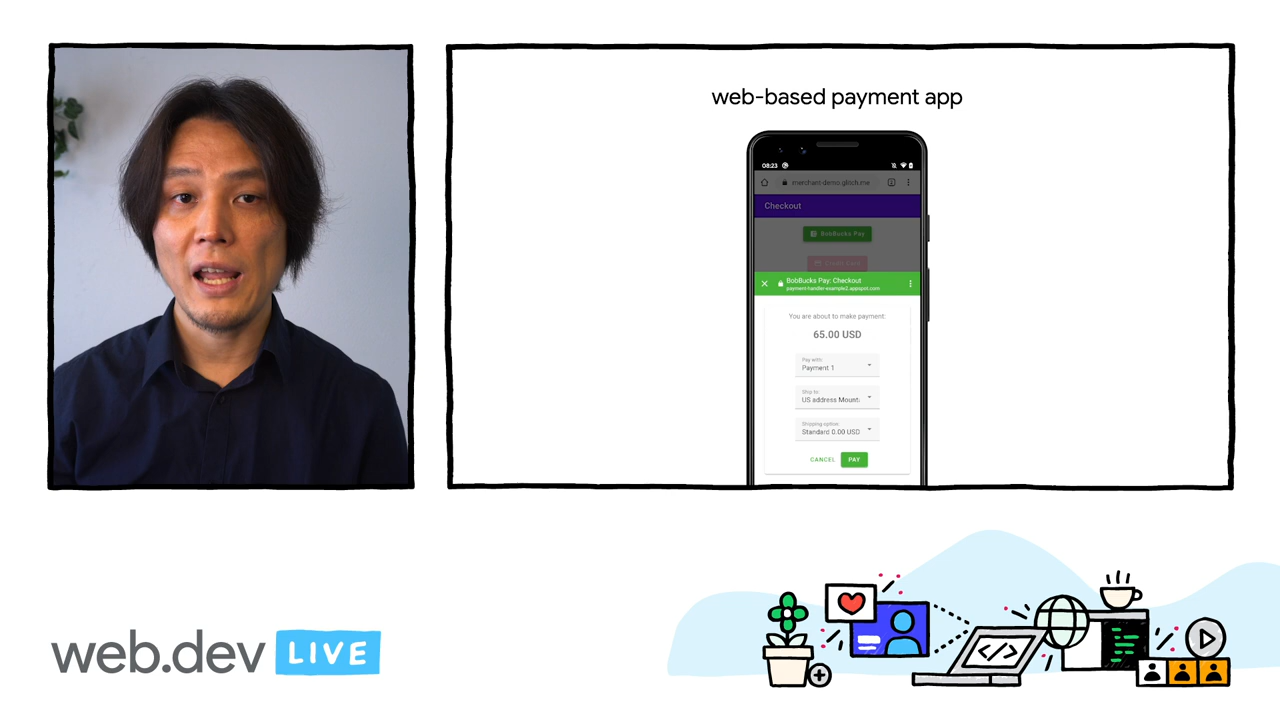 web-based payment app
08:23
merchant-demo.glitch.me
Checkout
BobBucks Pay
Credit Card
BobBucks Pay: Checkout
payment-handler-example2.appspot.com
You are about to make payment:
65.00 USD
Pay with:
Payment 1
Ship to:
US address Mount
Shipping option:
Standard 0.00 USD
CANCEL PAY
web.dev LIVE